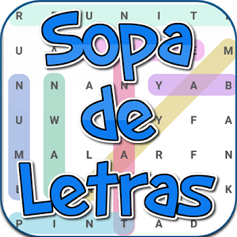 R E U N I T E
Sopa
U X M
N N A N Y A B
de
U W Y F A
M A L A R F N
Letras
E K
P I N T A D